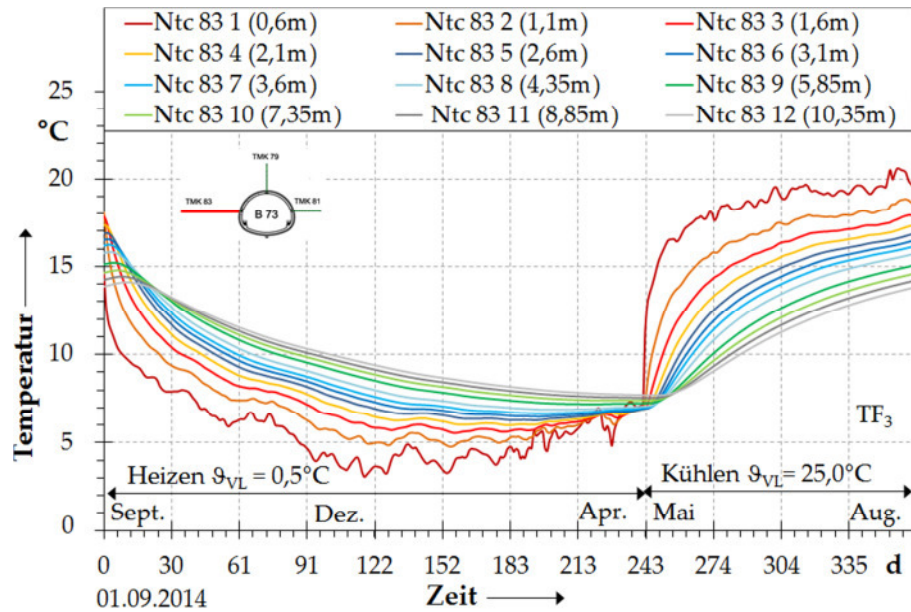 Ntc 83 1 (0,6m) Ntc 83 2 (1,1m) Ntc 83 3 (1,6m)
Ntc 83 4 (2,1m) Ntc 83 5 (2,6m) Ntc 83 6 (3,1m)
Ntc 83 7 (3,6m) Ntc 83 8 (4,35m) Ntc 83 9 (5,85m)
Ntc 83 10 (7,35m) Ntc 83 11 (8,85m) Ntc 83 12 (10,35m)
25
°C
20
15
10
5
0
Temperatur
TMK 79
TMK 83
TMK 81
B 73
TF₃
Heizen ϑVL = 0,5°C
Kühlen ϑVL= 25,0°C
Sept. Dez. Apr. Mai Aug.
0 30 61 91 122 152 183 213 243 274 304 335 d
01.09.2014
Zeit